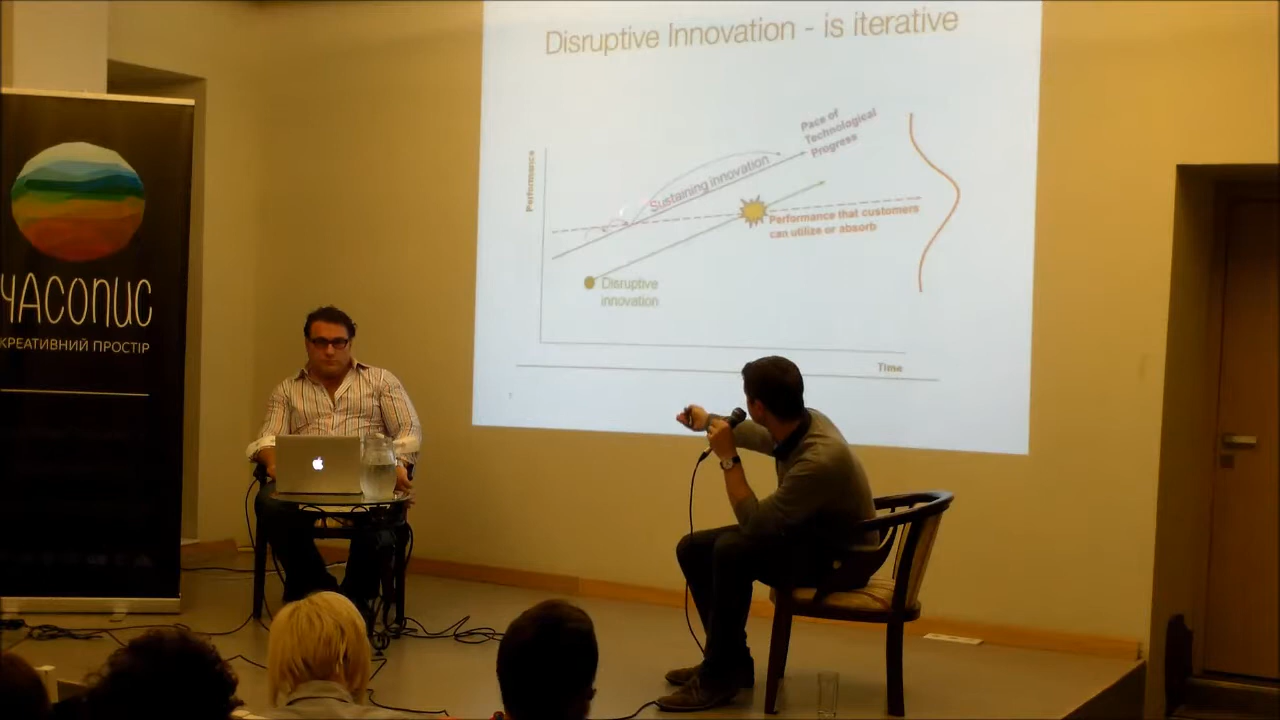 Disruptive Innovation - is iterative
Pace of
Technological
Progress
Performance
Sustaining innovation
Performance that customers
can utilize or absorb
Disruptive
innovation
Time
ЧАСОПИС
КРЕАТИВНИЙ ПРОСТІР